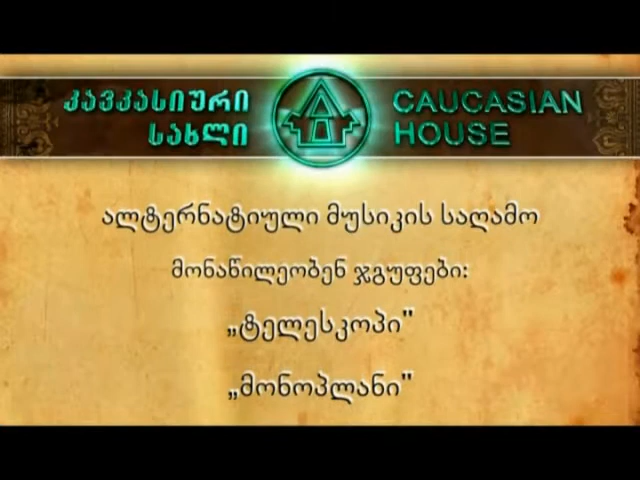 კავკასიური
სახლი
CAUCASIAN
HOUSE
ალტერნატიული მუსიკის საღამო
მონაწილეობენ ჯგუფები:
„ტელესკოპი"
„მონოპლანი"